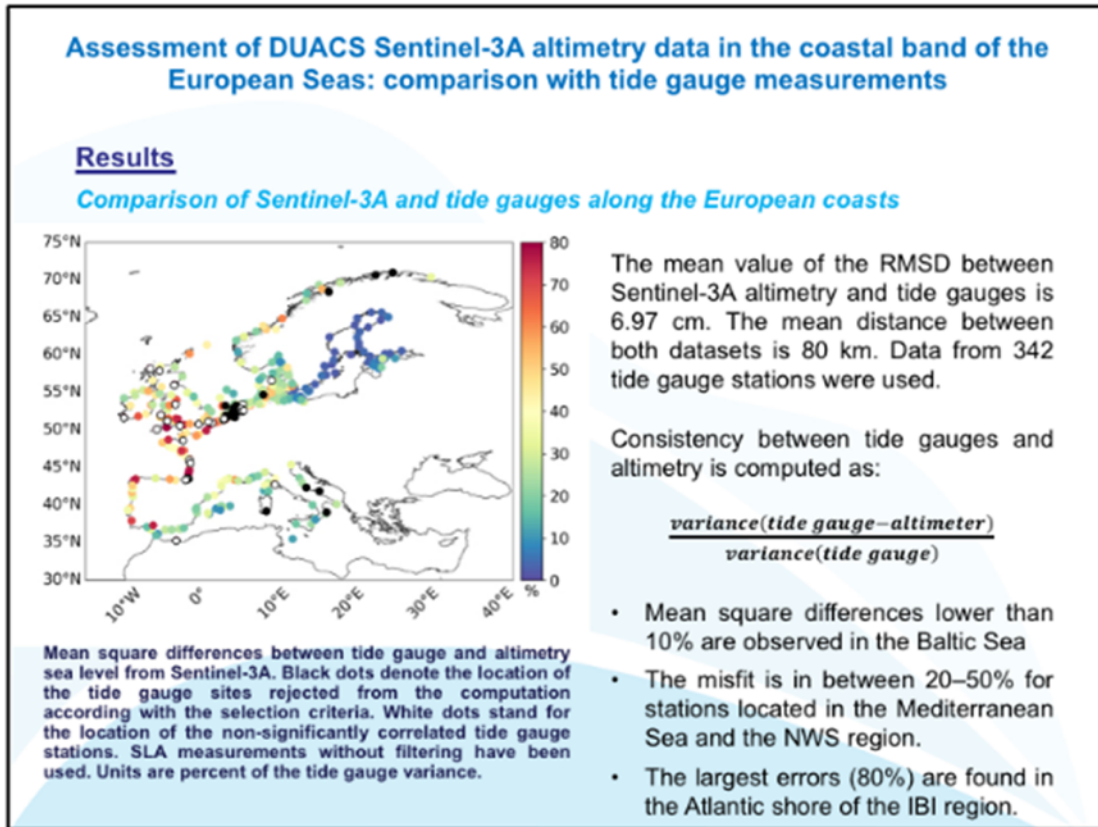 Assessment of DUACS Sentinel-3A altimetry data in the coastal band of the
European Seas: comparison with tide gauge measurements
Results
Comparison of Sentinel-3A and tide gauges along the European coasts
75°N
70°N
65°N
60°N
55°N
50°N
45°N
40°N
35°N
30°N
10°W
0°
10°E
20°E
30°E
40°E
80
70
60
50
40
30
20
10
0
%
Mean square differences between tide gauge and altimetry
sea level from Sentinel-3A. Black dots denote the location of
the tide gauge sites rejected from the computation
according with the selection criteria. White dots stand for
the location of the non-significantly correlated tide gauge
stations. SLA measurements without filtering have been
used. Units are percent of the tide gauge variance.
The mean value of the RMSD between
Sentinel-3A altimetry and tide gauges is
6.97 cm. The mean distance between
both datasets is 80 km. Data from 342
tide gauge stations were used.
Consistency between tide gauges and
altimetry is computed as:
variance(tide gauge−altimeter)
variance(tide gauge)
• Mean square differences lower than
10% are observed in the Baltic Sea
• The misfit is in between 20–50% for
stations located in the Mediterranean
Sea and the NWS region.
• The largest errors (80%) are found in
the Atlantic shore of the IBI region.